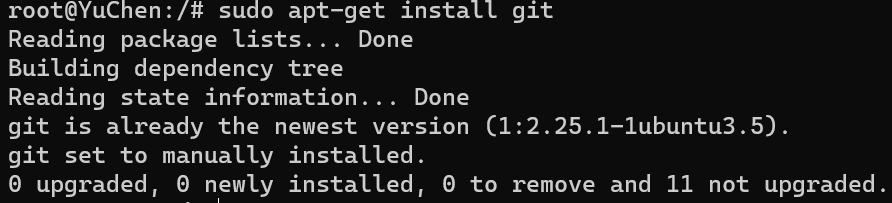 root@YuChen:/# sudo apt-get install git
Reading package lists... Done
Building dependency tree
Reading state information... Done
git is already the newest version (1:2.25.1-1ubuntu3.5).
git set to manually installed.
0 upgraded, 0 newly installed, 0 to remove and 11 not upgraded.